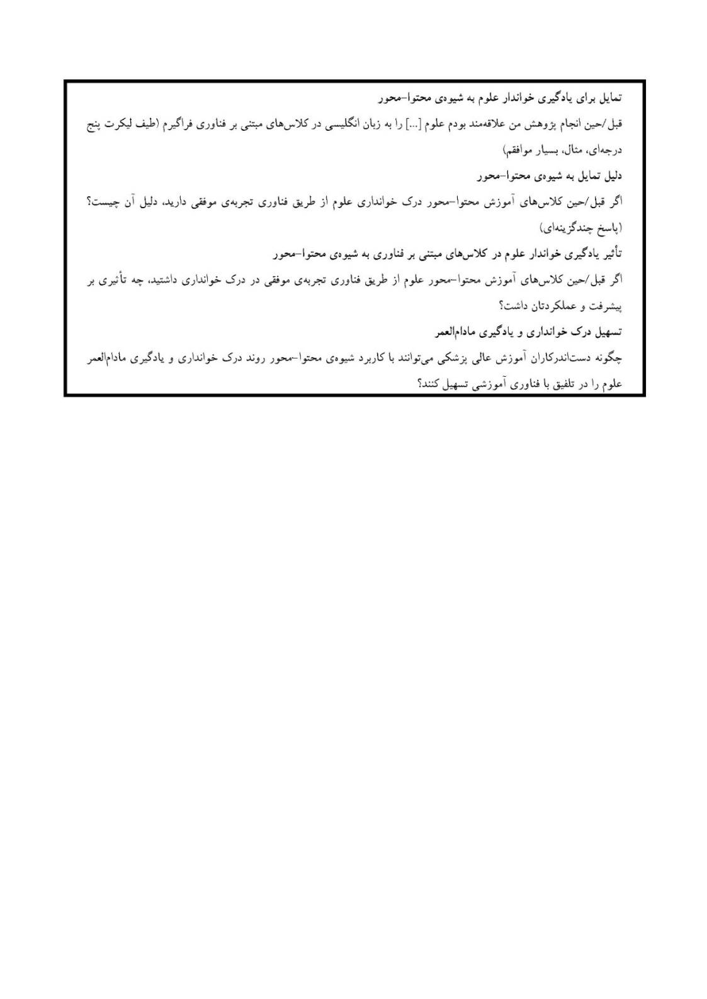 تمایل برای یادگیری خواندار علوم به شیوه‌ی محتوا-محور
قبل/حین انجام پژوهش من علاقه‌مند بودم علوم [...] را به زبان انگلیسی در کلاس‌های مبتنی بر فناوری فراگیرم (طیف لیکرت پنج
درجه‌ای، مثال، بسیار موافقم)
دلیل تمایل به شیوه‌ی محتوا-محور
اگر قبل/حین کلاس‌های آموزش محتوا-محور درک خوانداری علوم از طریق فناوری تجربه‌ی موفقی دارید، دلیل آن چیست؟
(پاسخ چندگزینه‌ای)
تأثیر یادگیری خواندار علوم در کلاس‌های مبتنی بر فناوری به شیوه‌ی محتوا-محور
اگر قبل/حین کلاس‌های آموزش محتوا-محور علوم از طریق فناوری تجربه‌ی موفقی در درک خوانداری داشتید، چه تأثیری بر
پیشرفت و عملکردتان داشت؟
تسهیل درک خوانداری و یادگیری مادام‌العمر
چگونه دست‌اندرکاران آموزش عالی پزشکی می‌توانند با کاربرد شیوه‌ی محتوا-محور روند درک خوانداری و یادگیری مادام‌العمر
علوم را در تلفیق با فناوری آموزشی تسهیل کنند؟